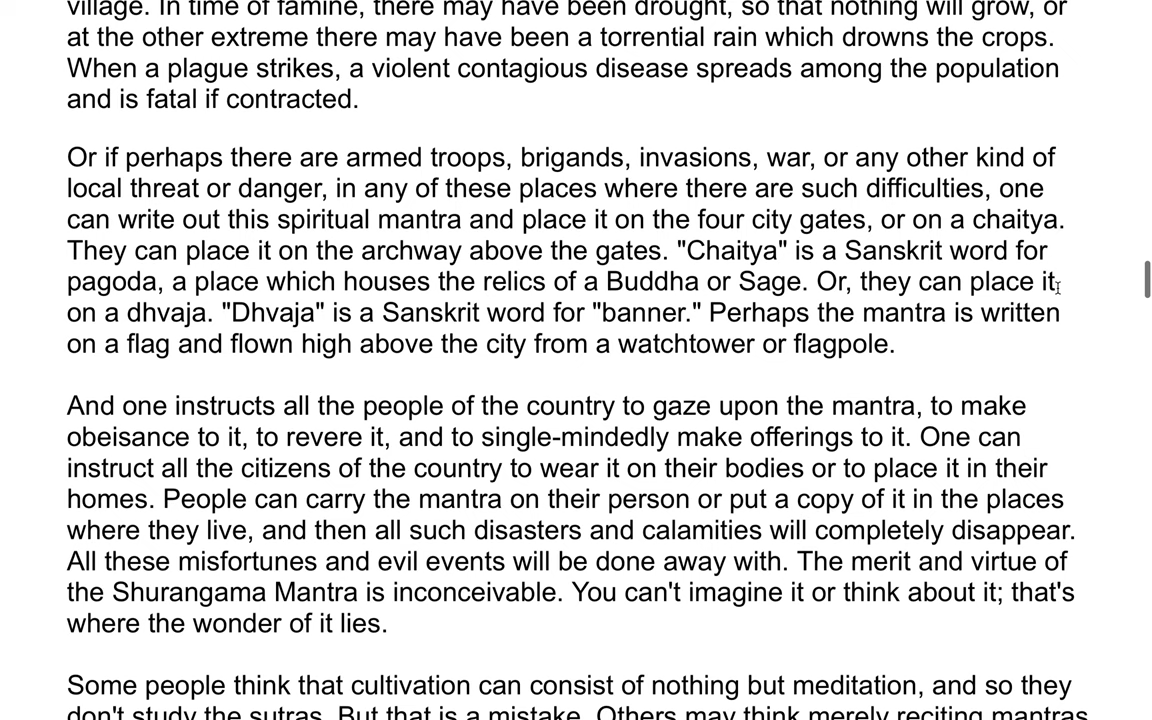 village. In time of famine, there may have been drought, so that nothing will grow, or
at the other extreme there may have been a torrential rain which drowns the crops.
When a plague strikes, a violent contagious disease spreads among the population
and is fatal if contracted.
Or if perhaps there are armed troops, brigands, invasions, war, or any other kind of
local threat or danger, in any of these places where there are such difficulties, one
can write out this spiritual mantra and place it on the four city gates, or on a chaitya.
They can place it on the archway above the gates. "Chaitya" is a Sanskrit word for
pagoda, a place which houses the relics of a Buddha or Sage. Or, they can place it
on a dhvaja. "Dhvaja" is a Sanskrit word for "banner." Perhaps the mantra is written
on a flag and flown high above the city from a watchtower or flagpole.
And one instructs all the people of the country to gaze upon the mantra, to make
obeisance to it, to revere it, and to single-mindedly make offerings to it. One can
instruct all the citizens of the country to wear it on their bodies or to place it in their
homes. People can carry the mantra on their person or put a copy of it in the places
where they live, and then all such disasters and calamities will completely disappear.
All these misfortunes and evil events will be done away with. The merit and virtue of
the Shurangama Mantra is inconceivable. You can't imagine it or think about it; that's
where the wonder of it lies.
Some people think that cultivation can consist of nothing but meditation, and so they
don't study the sutras. But that is a mistake. Others may think merely reciting mantras